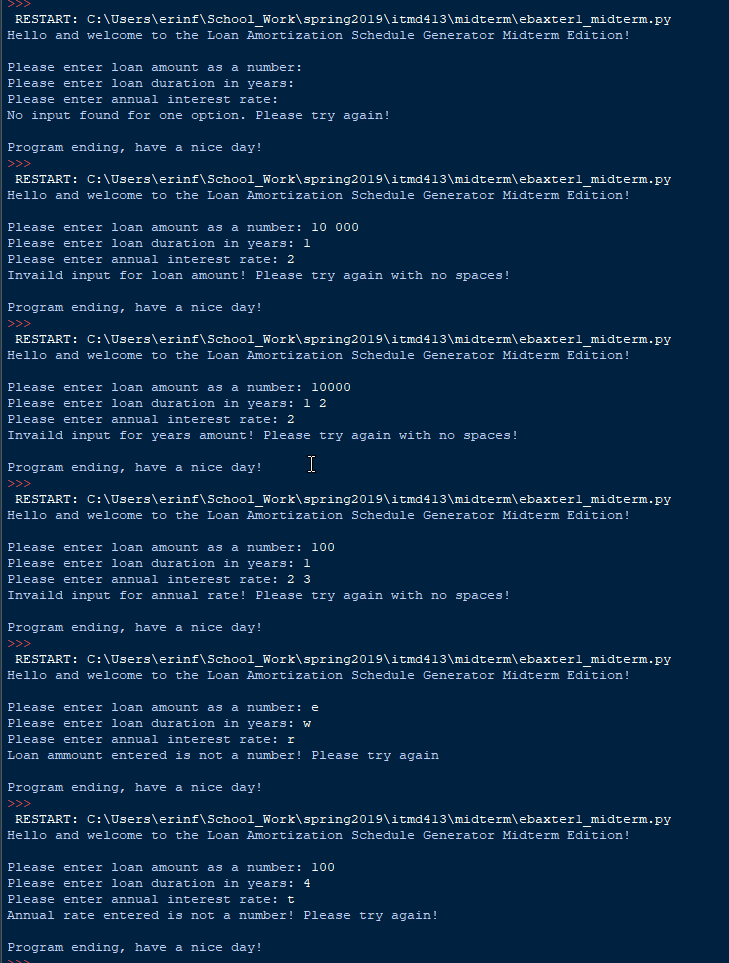 >>>
 RESTART: C:\Users\erinf\School_Work\spring2019\itmd413\midterm\ebaxter1_midterm.py
Hello and welcome to the Loan Amortization Schedule Generator Midterm Edition!

Please enter loan amount as a number:
Please enter loan duration in years:
Please enter annual interest rate:
No input found for one option. Please try again!

Program ending, have a nice day!
>>>
 RESTART: C:\Users\erinf\School_Work\spring2019\itmd413\midterm\ebaxter1_midterm.py
Hello and welcome to the Loan Amortization Schedule Generator Midterm Edition!

Please enter loan amount as a number: 10 000
Please enter loan duration in years: 1
Please enter annual interest rate: 2
Invaild input for loan amount! Please try again with no spaces!

Program ending, have a nice day!
>>>
 RESTART: C:\Users\erinf\School_Work\spring2019\itmd413\midterm\ebaxter1_midterm.py
Hello and welcome to the Loan Amortization Schedule Generator Midterm Edition!

Please enter loan amount as a number: 10000
Please enter loan duration in years: 1 2
Please enter annual interest rate: 2
Invaild input for years amount! Please try again with no spaces!

Program ending, have a nice day!
>>>
 RESTART: C:\Users\erinf\School_Work\spring2019\itmd413\midterm\ebaxter1_midterm.py
Hello and welcome to the Loan Amortization Schedule Generator Midterm Edition!

Please enter loan amount as a number: 100
Please enter loan duration in years: 1
Please enter annual interest rate: 2 3
Invaild input for annual rate! Please try again with no spaces!

Program ending, have a nice day!
>>>
 RESTART: C:\Users\erinf\School_Work\spring2019\itmd413\midterm\ebaxter1_midterm.py
Hello and welcome to the Loan Amortization Schedule Generator Midterm Edition!

Please enter loan amount as a number: e
Please enter loan duration in years: w
Please enter annual interest rate: r
Loan ammount entered is not a number! Please try again

Program ending, have a nice day!
>>>
 RESTART: C:\Users\erinf\School_Work\spring2019\itmd413\midterm\ebaxter1_midterm.py
Hello and welcome to the Loan Amortization Schedule Generator Midterm Edition!

Please enter loan amount as a number: 100
Please enter loan duration in years: 4
Please enter annual interest rate: t
Annual rate entered is not a number! Please try again!

Program ending, have a nice day!
>>>